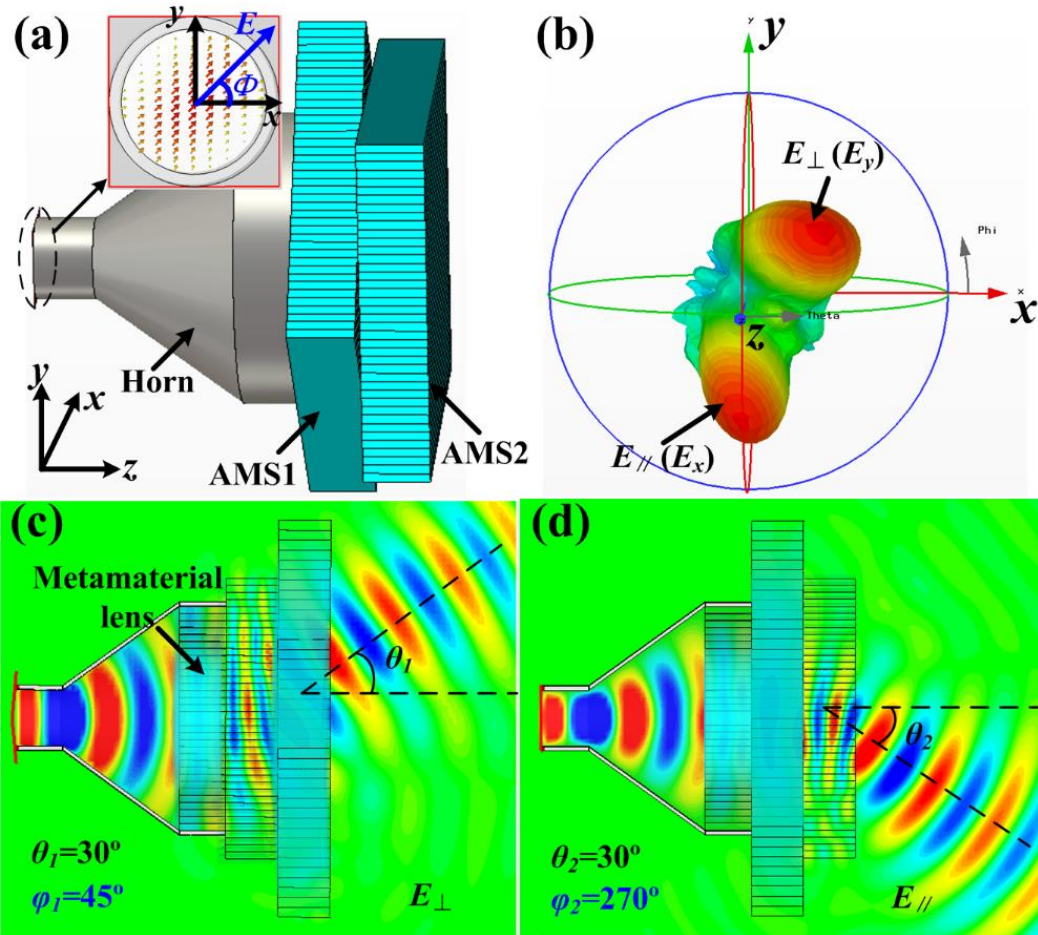 (a)
y
E
Φ
x
Horn
y
x
z
AMS1
AMS2
(b)
Y
y
E⊥ (Ey)
Phi
x
x
Theta
z
E// (Ex)
(c)
Metamaterial
lens
θ1
θ1=30º
φ1=45º
E⊥
(d)
θ2
θ2=30º
φ2=270º
E//